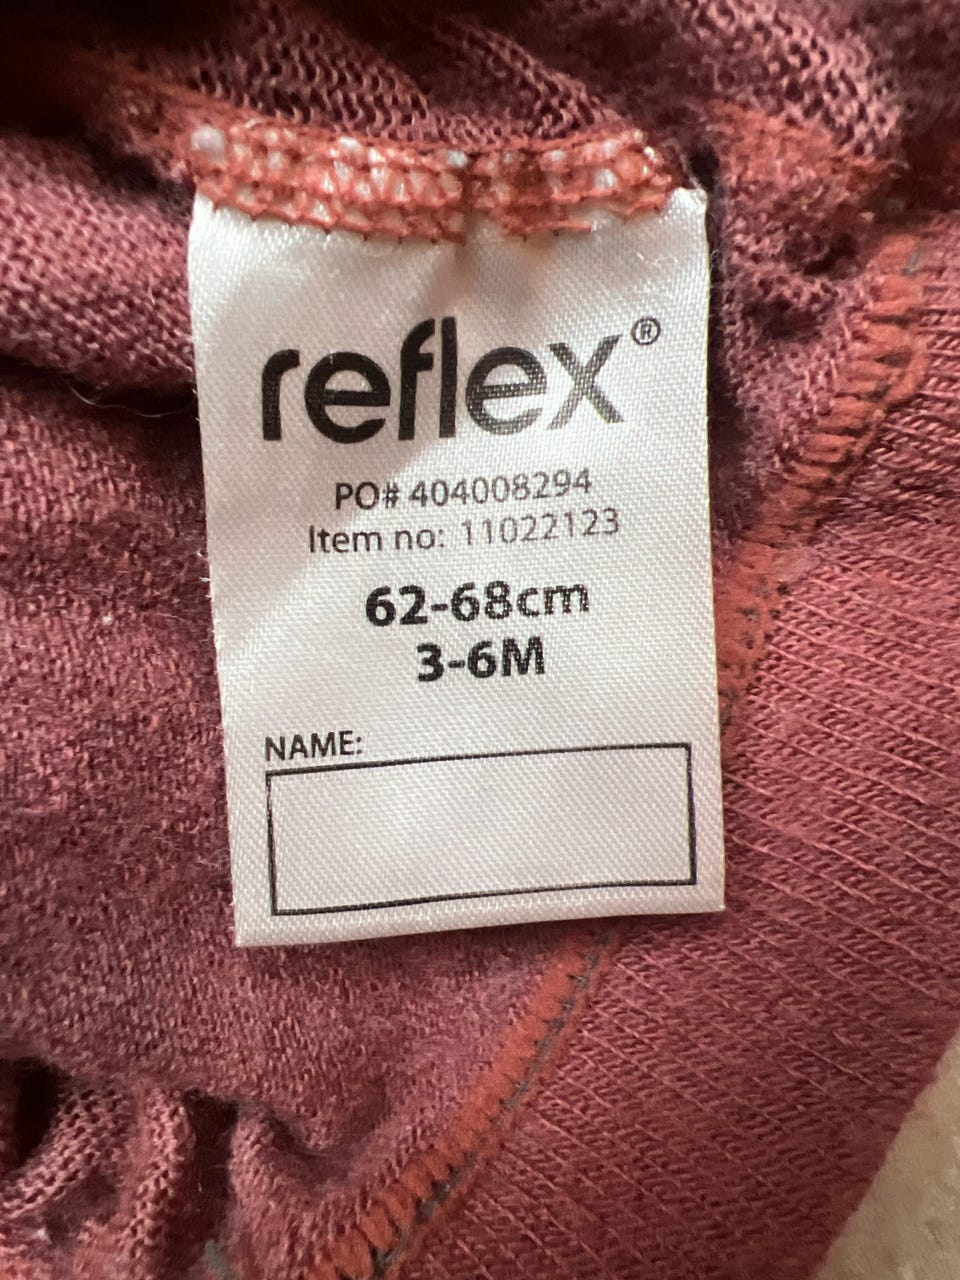 reflex®
PO# 404008294
Item no: 11022123
62-68cm
3-6M
NAME: